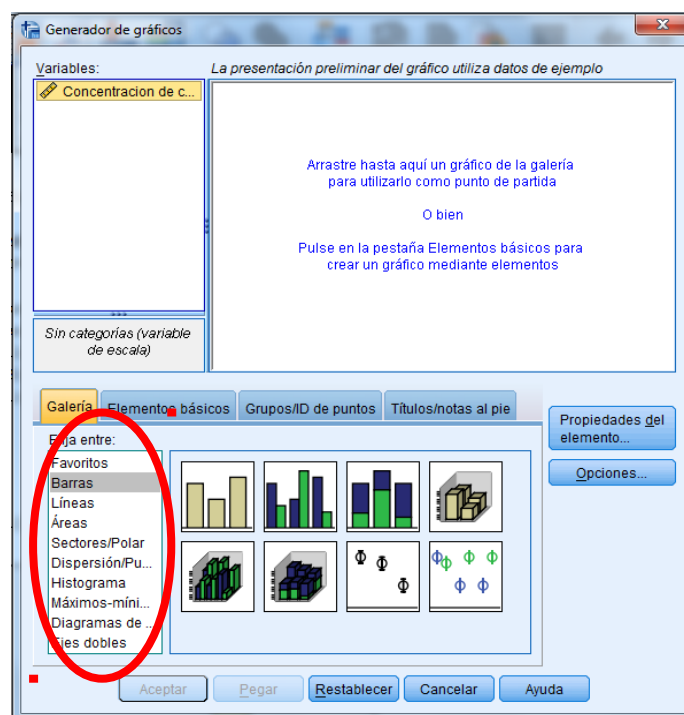 Generador de gráficos
Variables:
La presentación preliminar del gráfico utiliza datos de ejemplo
Concentracion de c...
Arrastre hasta aquí un gráfico de la galería
para utilizarlo como punto de partida
O bien
Pulse en la pestaña Elementos básicos para
crear un gráfico mediante elementos
Sin categorías (variable
de escala)
Galería
Elementos básicos
Grupos/ID de puntos
Títulos/notas al pie
Elija entre:
Favoritos
Barras
Líneas
Áreas
Sectores/Polar
Dispersión/Pu...
Histograma
Máximos-míni...
Diagramas de ...
Ejes dobles
Propiedades del
elemento...
Opciones...
Aceptar
Pegar
Restablecer
Cancelar
Ayuda